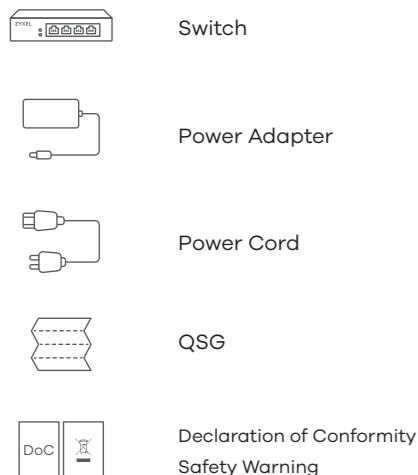 ZYXEL
Switch
Power Adapter
Power Cord
QSG
DoC
Declaration of Conformity
Safety Warning